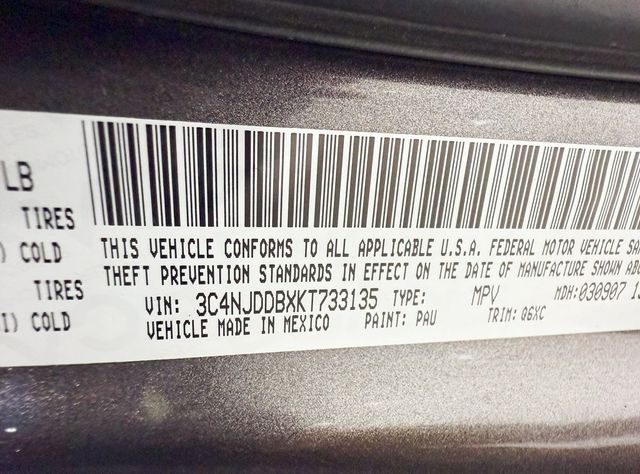 LB
TIRES
) COLD
TIRES
I) COLD
THIS VEHICLE CONFORMS TO ALL APPLICABLE U.S.A. FEDERAL MOTOR VEHICLE SA
THEFT PREVENTION STANDARDS IN EFFECT ON THE DATE OF MANUFACTURE SHOWN AB
VIN: 3C4NJDDBXKT733135 TYPE: MPV MDH:030907 1
VEHICLE MADE IN MEXICO PAINT: PAU TRIM: Q6XC